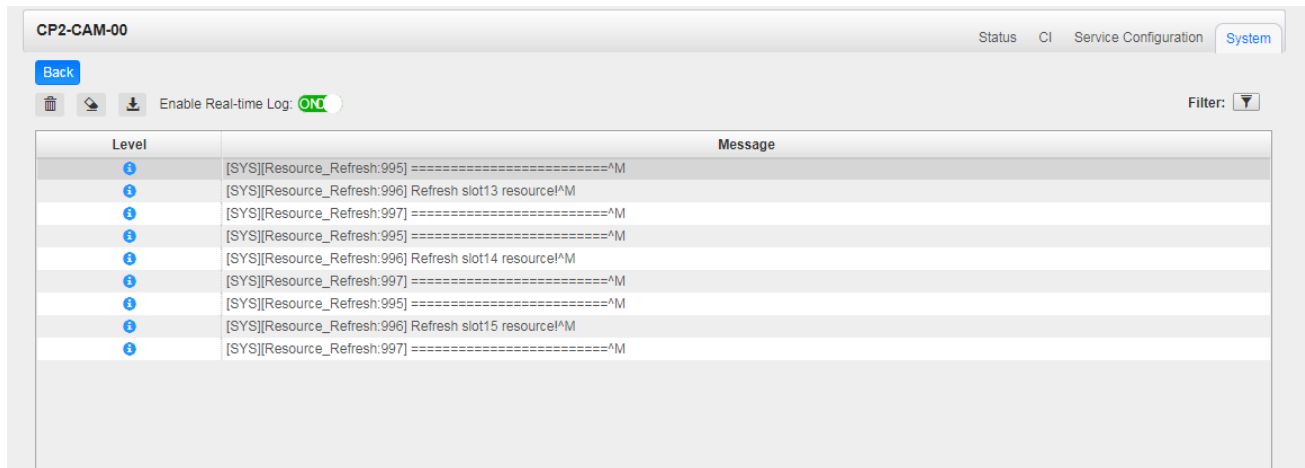 CP2-CAM-00
Status CI Service Configuration System
Back
Enable Real-time Log: ON
Filter:
Level Message
[SYS][Resource_Refresh:995] =========================^M
[SYS][Resource_Refresh:996] Refresh slot13 resource!^M
[SYS][Resource_Refresh:997] =========================^M
[SYS][Resource_Refresh:995] =========================^M
[SYS][Resource_Refresh:996] Refresh slot14 resource!^M
[SYS][Resource_Refresh:997] =========================^M
[SYS][Resource_Refresh:995] =========================^M
[SYS][Resource_Refresh:996] Refresh slot15 resource!^M
[SYS][Resource_Refresh:997] =========================^M